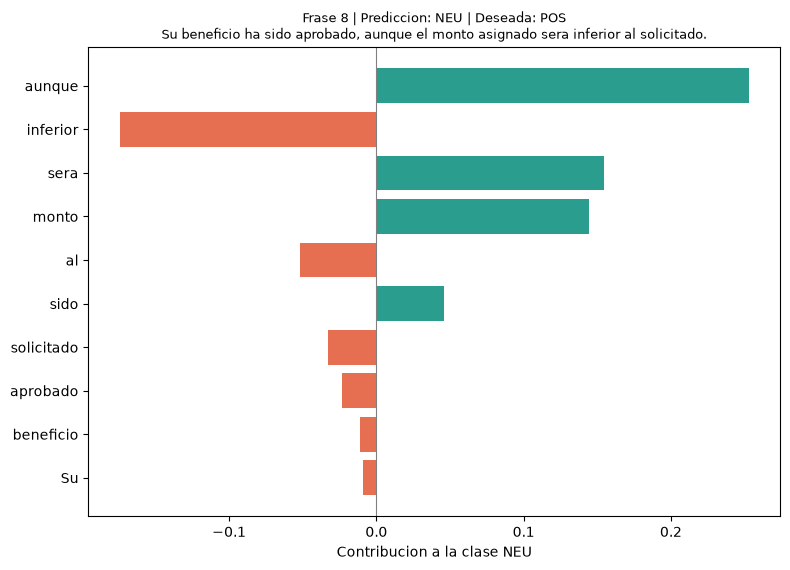 Frase 8 | Prediccion: NEU | Deseada: POS
Su beneficio ha sido aprobado, aunque el monto asignado sera inferior al solicitado.
aunque
inferior
sera
monto
al
sido
solicitado
aprobado
beneficio
Su
−0.1 0.0 0.1 0.2
Contribucion a la clase NEU